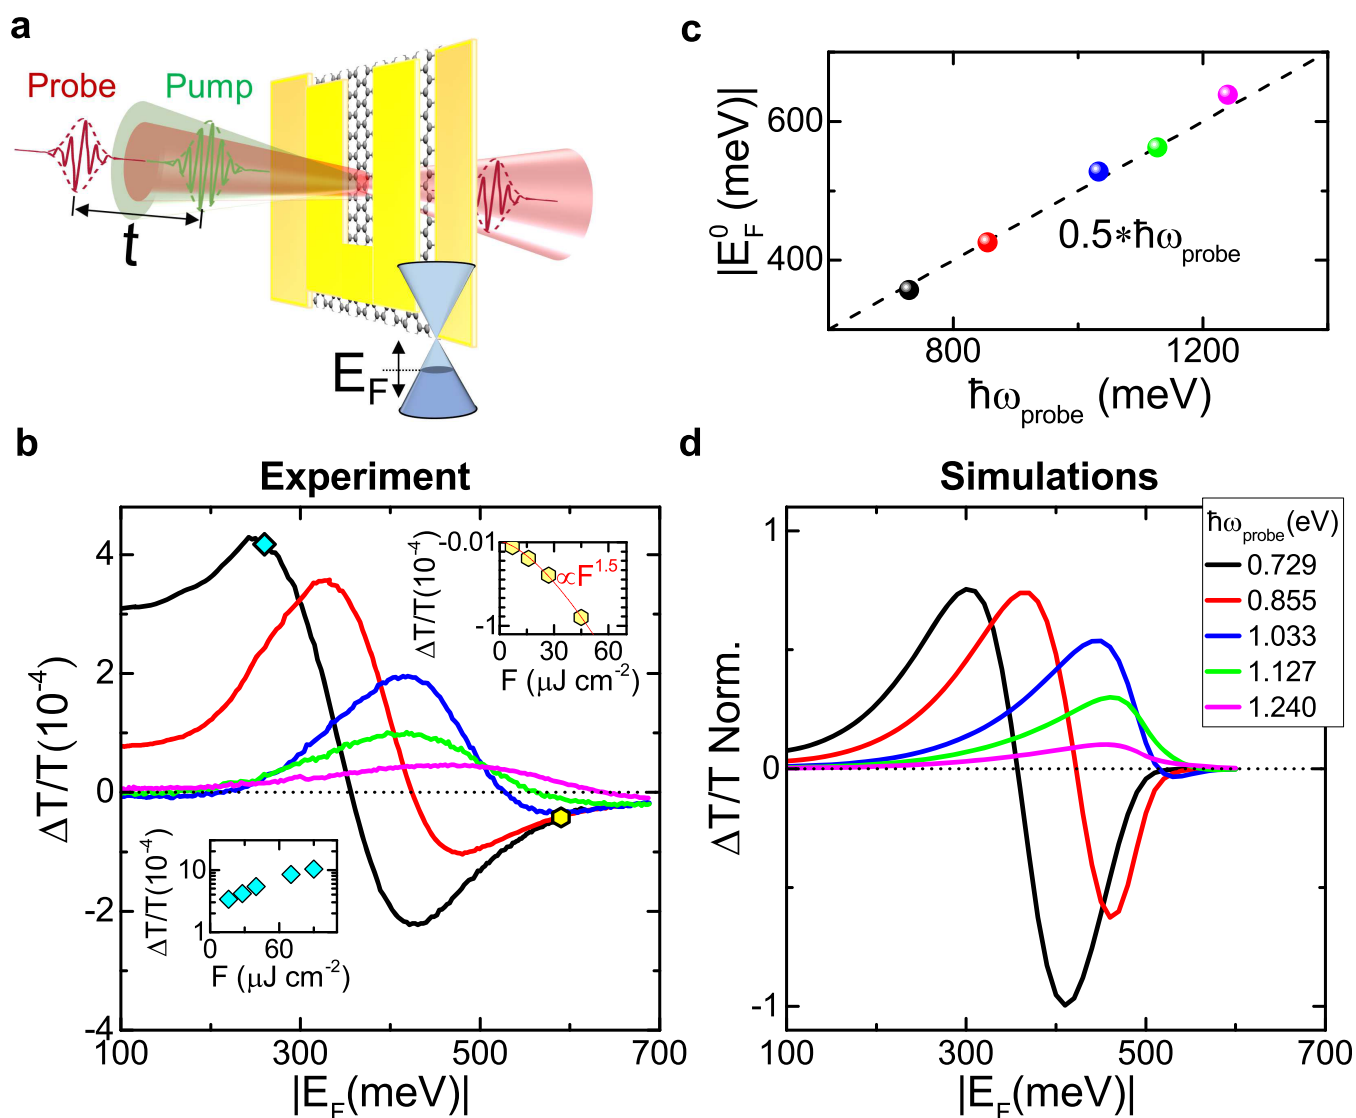 a
Probe
Pump
t
E_F
c
|E_F^0 (meV)|
600
400
0.5*ħω_probe
800
1200
ħω_probe (meV)
b
Experiment
ΔT/T(10^-4)
4
2
0
-2
-4
100
300
500
700
|E_F(meV)|
ΔT/T(10^-4)
-0.01
-1
∝F^1.5
0
30
60
F (μJ cm^-2)
ΔT/T(10^-4)
10
1
0
60
F (μJ cm^-2)
d
Simulations
ΔT/T Norm.
1
0
-1
100
300
500
700
|E_F(meV)|
ħω_probe(eV)
0.729
0.855
1.033
1.127
1.240